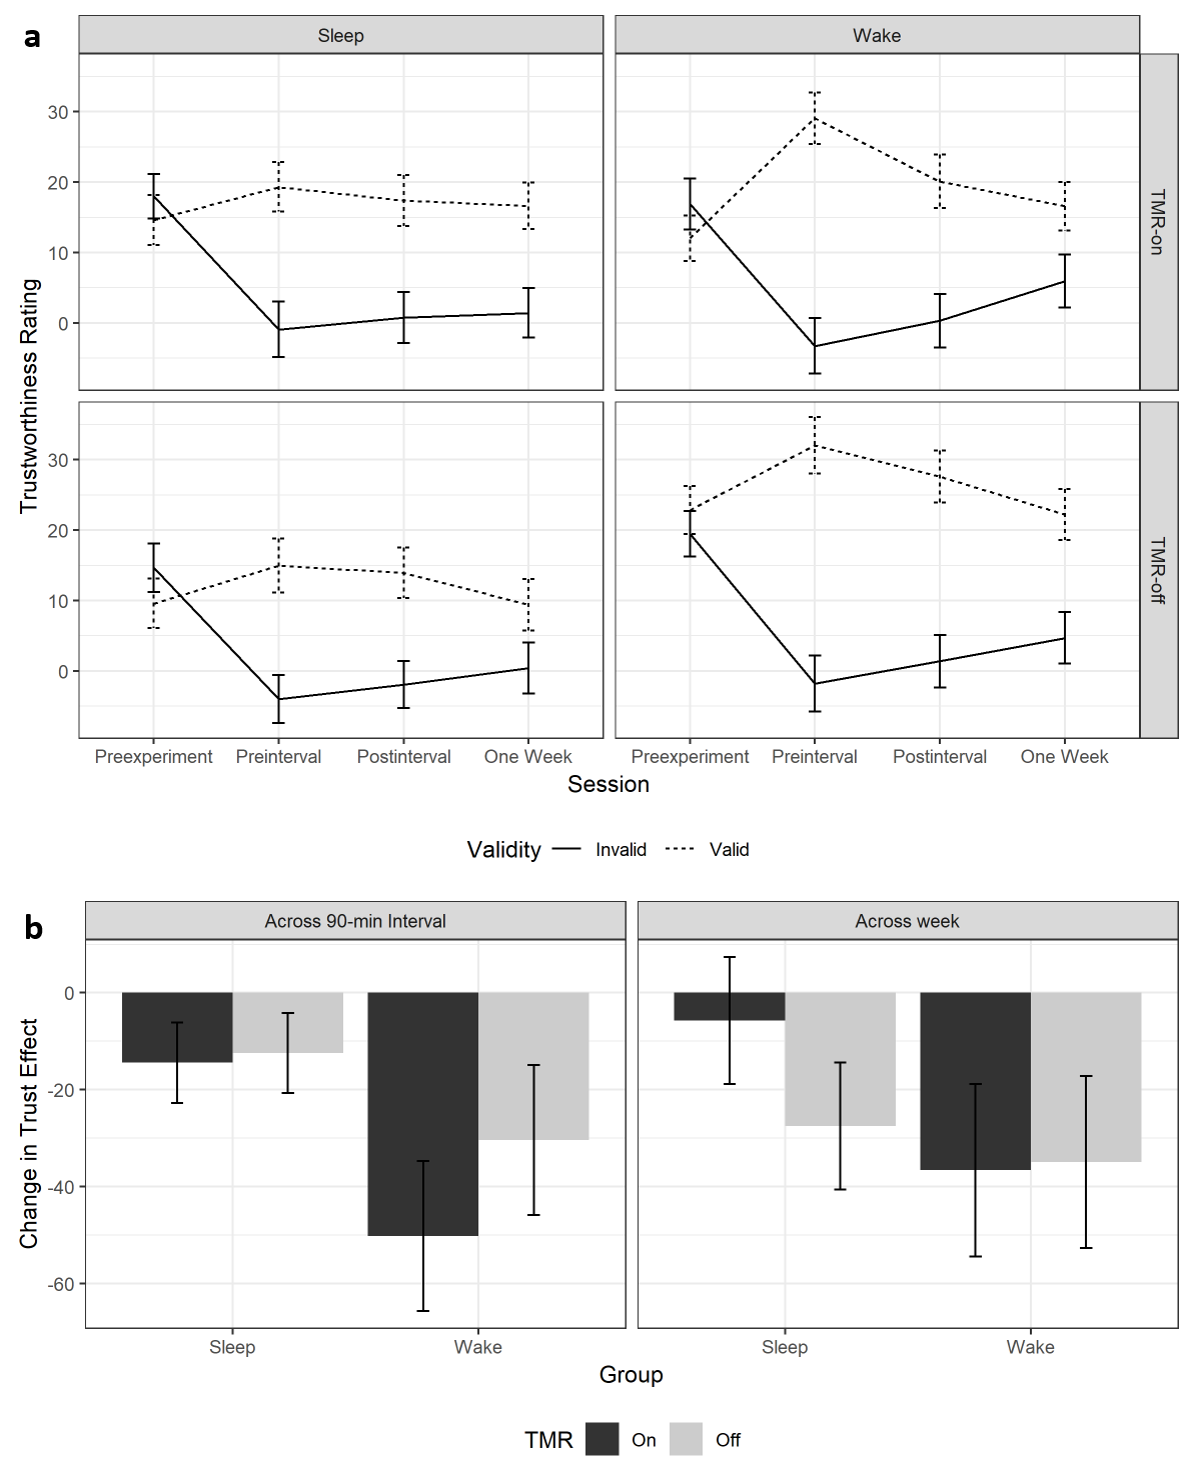 a
Sleep
Wake
Trustworthiness Rating
30
20
10
0
TMR-on
30
20
10
0
TMR-off
Preexperiment Preinterval Postinterval One Week
Preexperiment Preinterval Postinterval One Week
Session
Validity Invalid Valid
b
Across 90-min Interval
Across week
Change in Trust Effect
0
-20
-40
-60
Sleep Wake
Sleep Wake
Group
TMR On Off